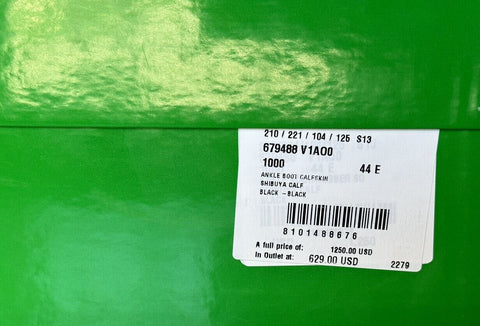 210 / 221 / 104 / 125 S13
679488 V1A00
1000 44 E
ANKLE BOOT CALFSKIN
SHIBUYA CALF
BLACK -BLACK
8101488676
A full price of: 1250.00 USD
In Outlet at: 629.00 USD
2279